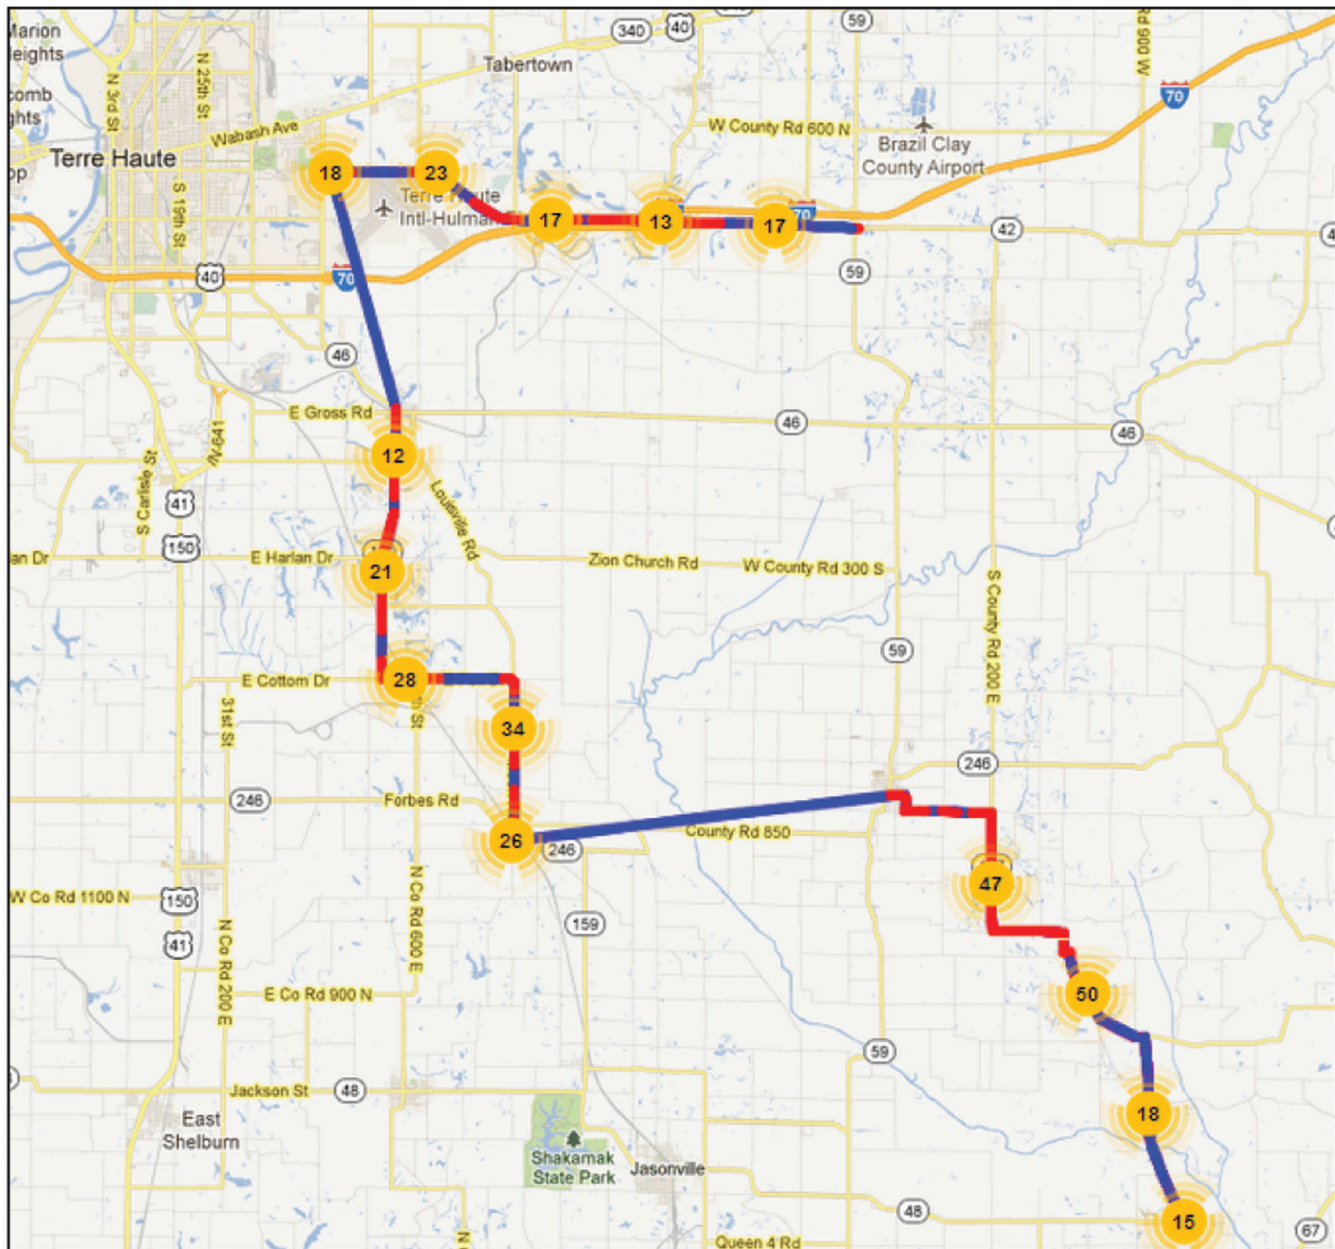 Marion
Heights
N 3rd St
N 25th St
340
40
59
Tabertown
Rd 900 W
70
Wabash Ave
W County Rd 600 N
Brazil Clay
County Airport
Terre Haute
18
23
S 19th St
Terre Haute
Intl-Hulman
17
13
17
70
42
40
70
59
46
E Gross Rd
46
46
IN-641
12
S Carlisle St
Louisville Rd
41
150
E Harlan Dr
21
Zion Church Rd
W County Rd 300 S
S County Rd 200 E
59
E Cottom Dr
28
31st St
34
246
246
Forbes Rd
26
246
County Rd 850
47
W Co Rd 1100 N
150
41
N Co Rd 200 E
N Co Rd 600 E
159
E Co Rd 900 N
50
59
Jackson St
48
East
Shelburn
18
Shakamak
State Park
Jasonville
48
15
67
Queen 4 Rd